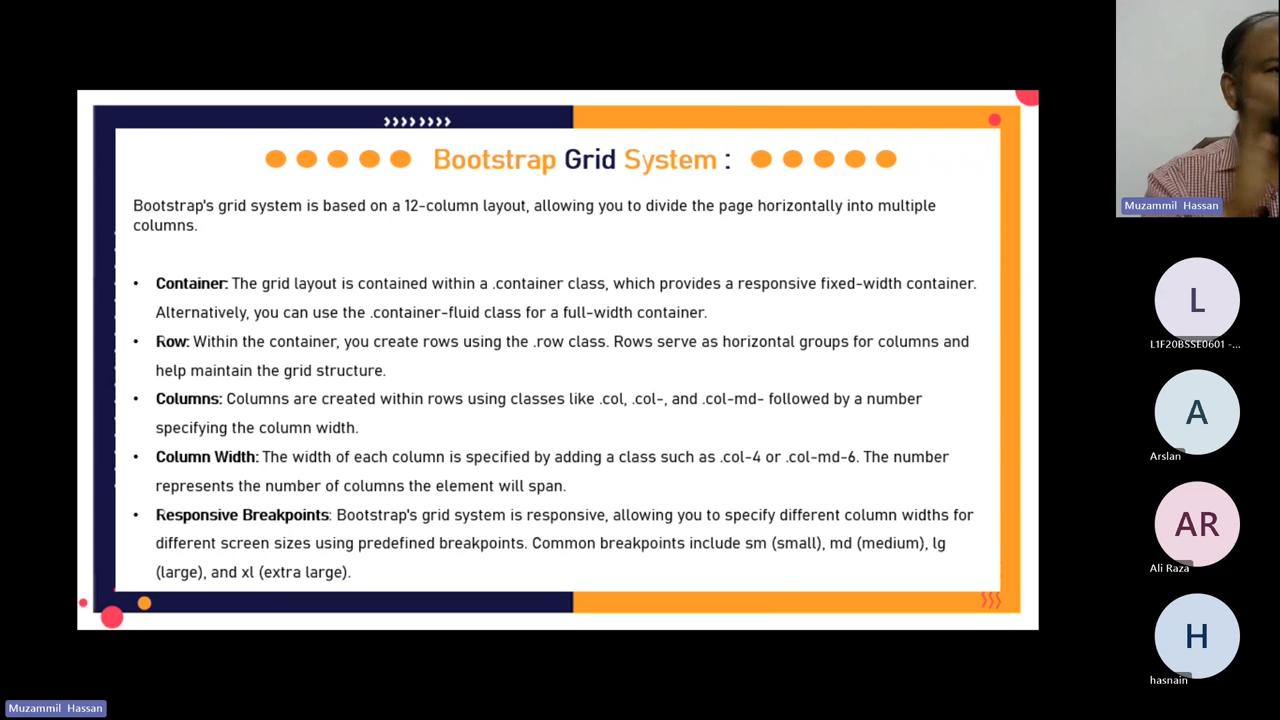 Bootstrap Grid System :
Bootstrap's grid system is based on a 12-column layout, allowing you to divide the page horizontally into multiple
columns.
• Container: The grid layout is contained within a .container class, which provides a responsive fixed-width container.
Alternatively, you can use the .container-fluid class for a full-width container.
• Row: Within the container, you create rows using the .row class. Rows serve as horizontal groups for columns and
help maintain the grid structure.
• Columns: Columns are created within rows using classes like .col, .col-, and .col-md- followed by a number
specifying the column width.
• Column Width: The width of each column is specified by adding a class such as .col-4 or .col-md-6. The number
represents the number of columns the element will span.
• Responsive Breakpoints: Bootstrap's grid system is responsive, allowing you to specify different column widths for
different screen sizes using predefined breakpoints. Common breakpoints include sm (small), md (medium), lg
(large), and xl (extra large).
Muzammil Hassan
L
L1F20BSSE0601 -...
A
Arslan
AR
Ali Raza
H
hasnain
Muzammil Hassan